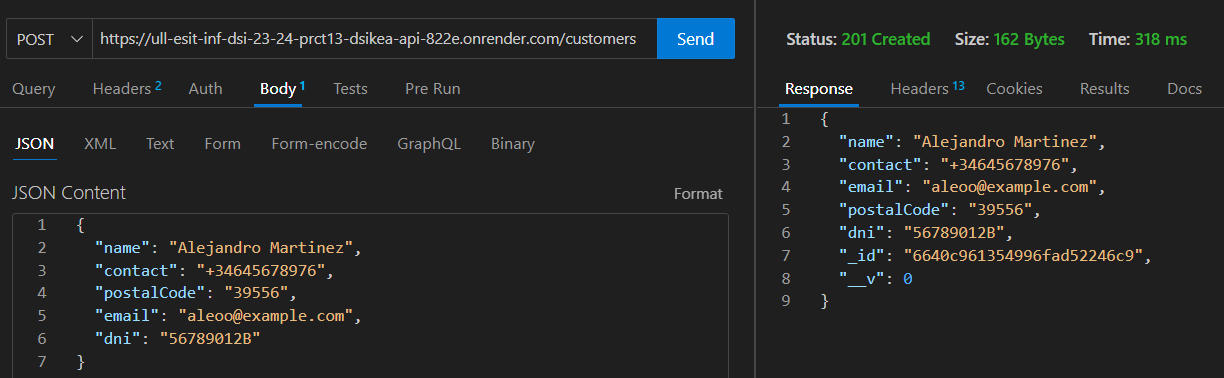 POST https://ull-esit-inf-dsi-23-24-prct13-dsikea-api-822e.onrender.com/customers Send
Query Headers 2 Auth Body 1 Tests Pre Run
JSON XML Text Form Form-encode GraphQL Binary
JSON Content Format
1 {
2 "name": "Alejandro Martinez",
3 "contact": "+34645678976",
4 "postalCode": "39556",
5 "email": "aleoo@example.com",
6 "dni": "56789012B"
7 }
Status: 201 Created Size: 162 Bytes Time: 318 ms
Response Headers 13 Cookies Results Docs
1 {
2 "name": "Alejandro Martinez",
3 "contact": "+34645678976",
4 "email": "aleoo@example.com",
5 "postalCode": "39556",
6 "dni": "56789012B",
7 "_id": "6640c961354996fad52246c9",
8 "__v": 0
9 }